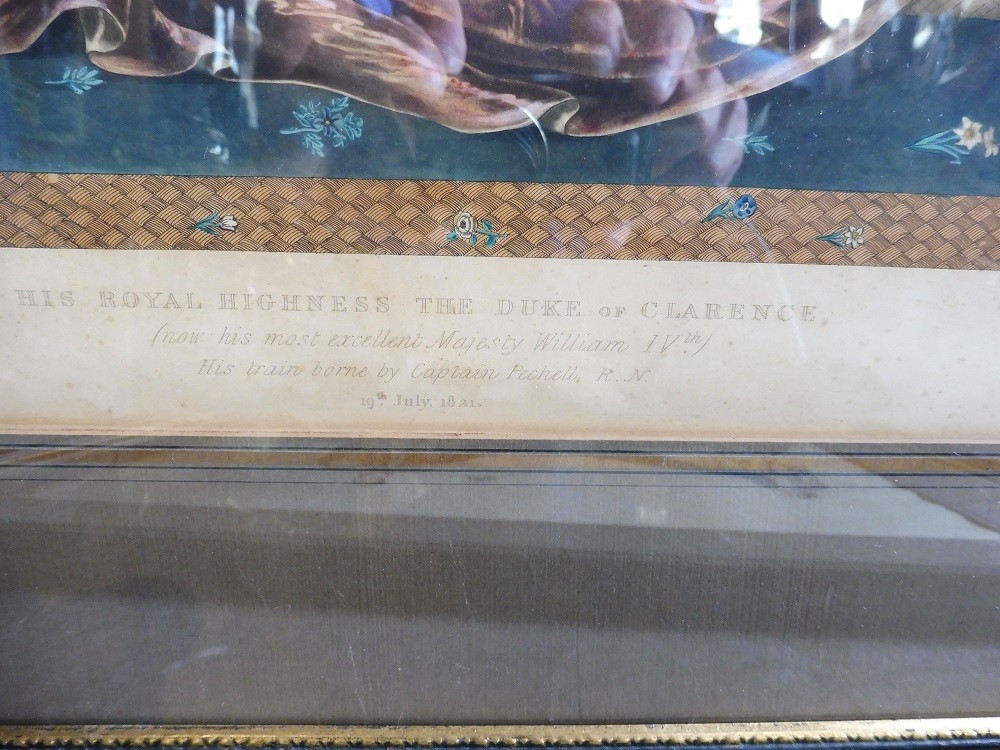 HIS ROYAL HIGHNESS THE DUKE OF CLARENCE,
(now his most excellent Majesty William IVth)
His train borne by Captain Pechell, R. N.
19th July, 1821.